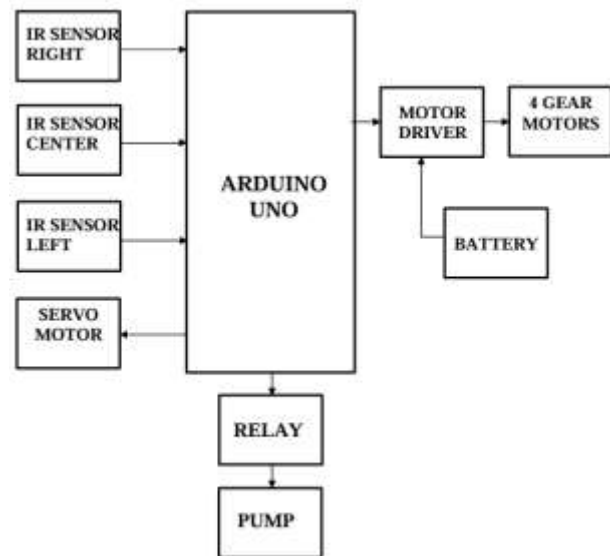 IR SENSOR
RIGHT
IR SENSOR
CENTER
IR SENSOR
LEFT
SERVO
MOTOR
ARDUINO
UNO
MOTOR
DRIVER
4 GEAR
MOTORS
BATTERY
RELAY
PUMP